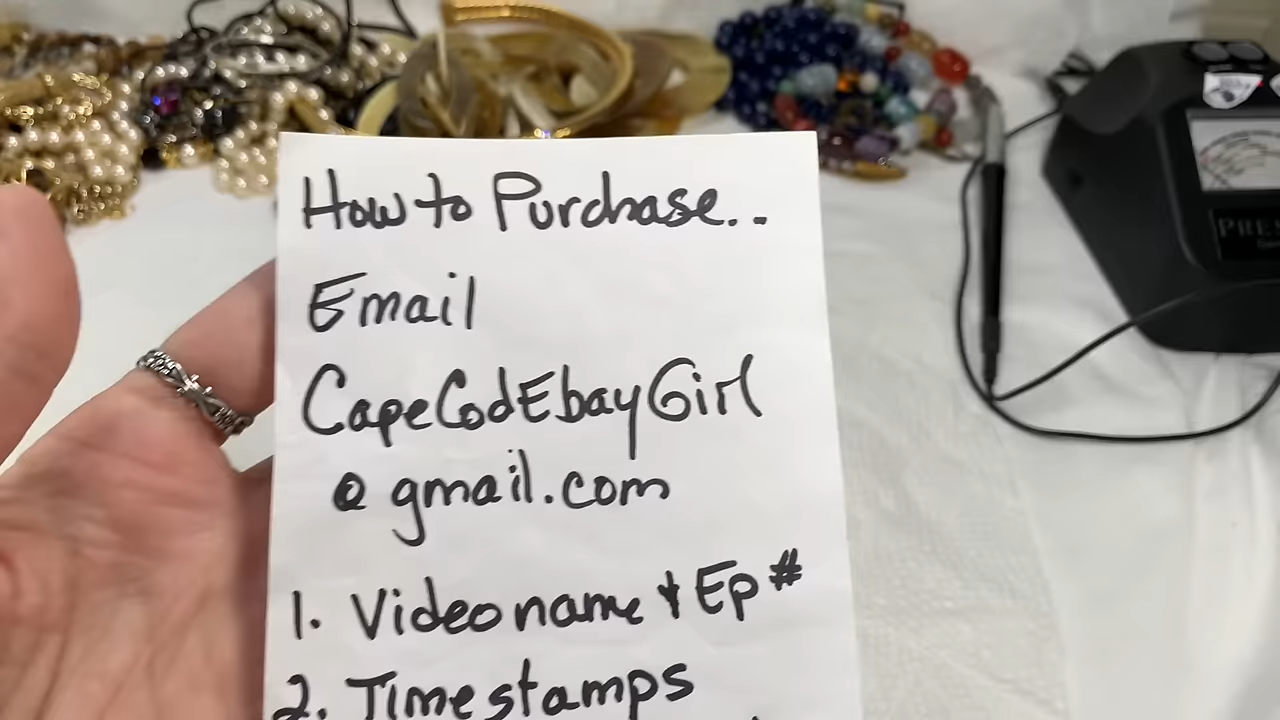 How to Purchase..
Email
CapeCodEbayGirl
@gmail.com
1. Video name & Ep #
2. Timestamps